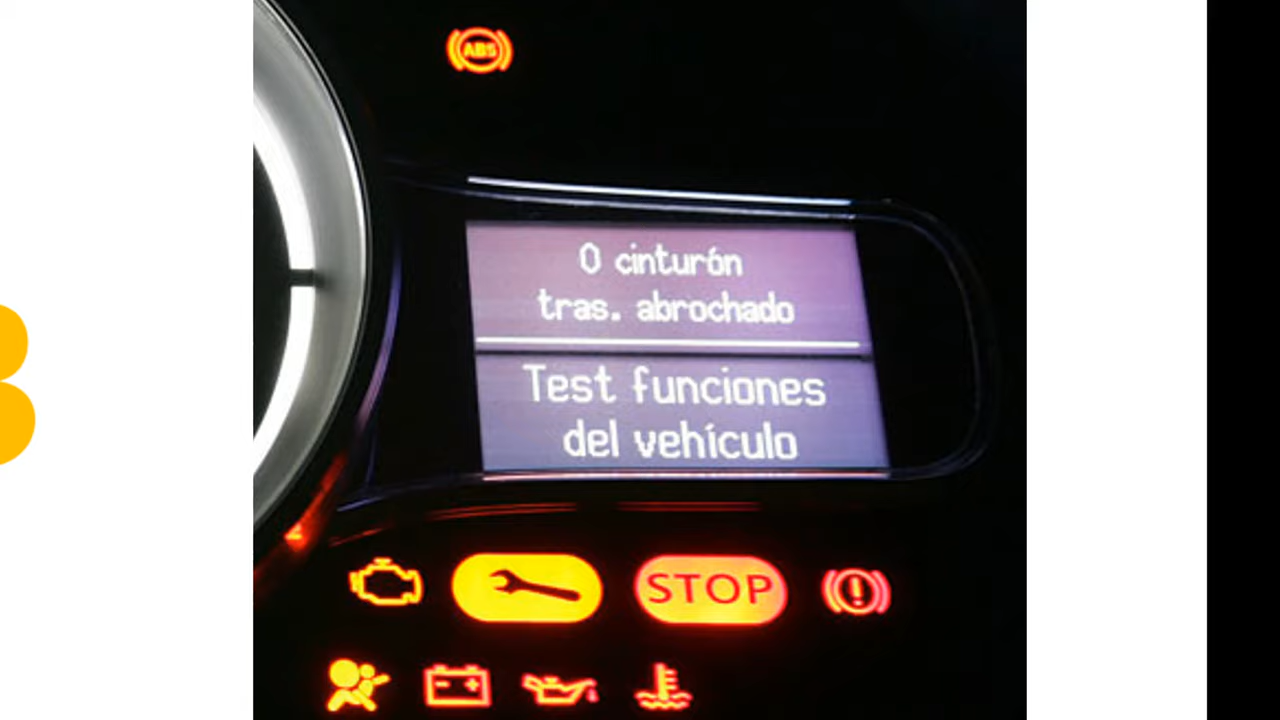 ABS
0 cinturón
tras. abrochado
Test funciones
del vehículo
STOP